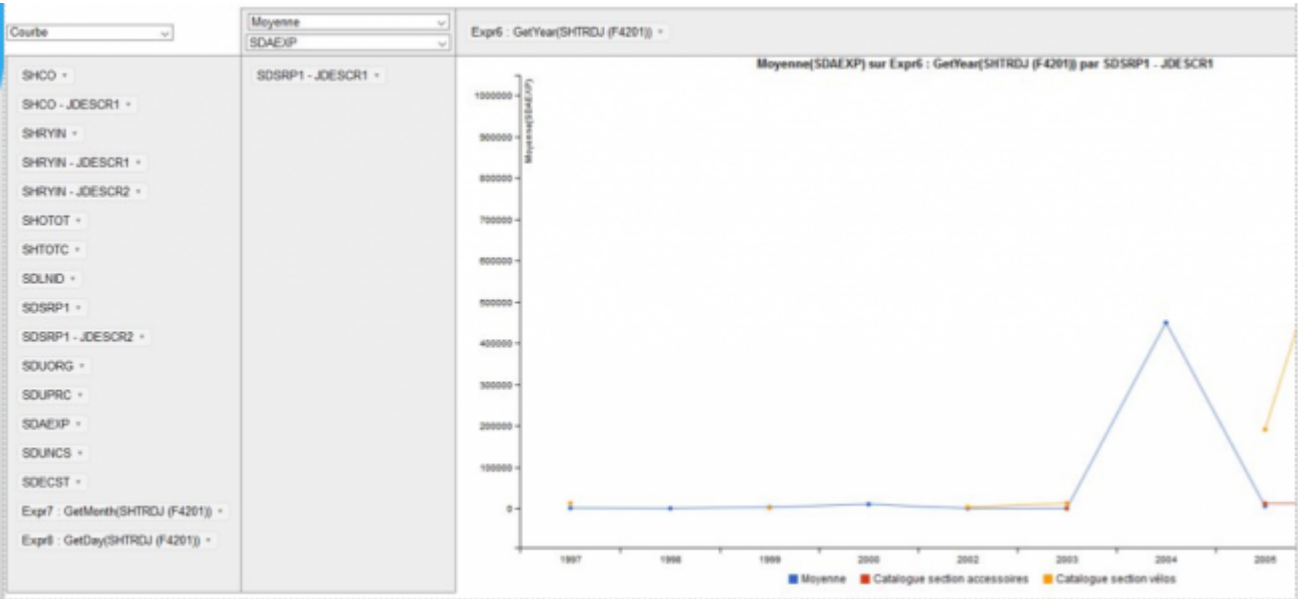 Courbe
Moyenne
SDAEXP
Expr6 : GetYear(SHTRDJ (F4201))
SHCO
SHCO - JDESCR1
SHRYIN
SHRYIN - JDESCR1
SHRYIN - JDESCR2
SHOTOT
SHTOTC
SDLNID
SDSRP1
SDSRP1 - JDESCR2
SDUORG
SDUPRC
SDAEXP
SDUNCS
SDECST
Expr7 : GetMonth(SHTRDJ (F4201))
Expr8 : GetDay(SHTRDJ (F4201))
SDSRP1 - JDESCR1
Moyenne(SDAEXP) sur Expr6 : GetYear(SHTRDJ (F4201)) par SDSRP1 - JDESCR1
Moyenne(SDAEXP)
1000000
900000
800000
700000
600000
500000
400000
300000
200000
100000
0
1997 1998 1999 2000 2002 2003 2004 2005
Moyenne Catalogue section accessoires Catalogue section vélos